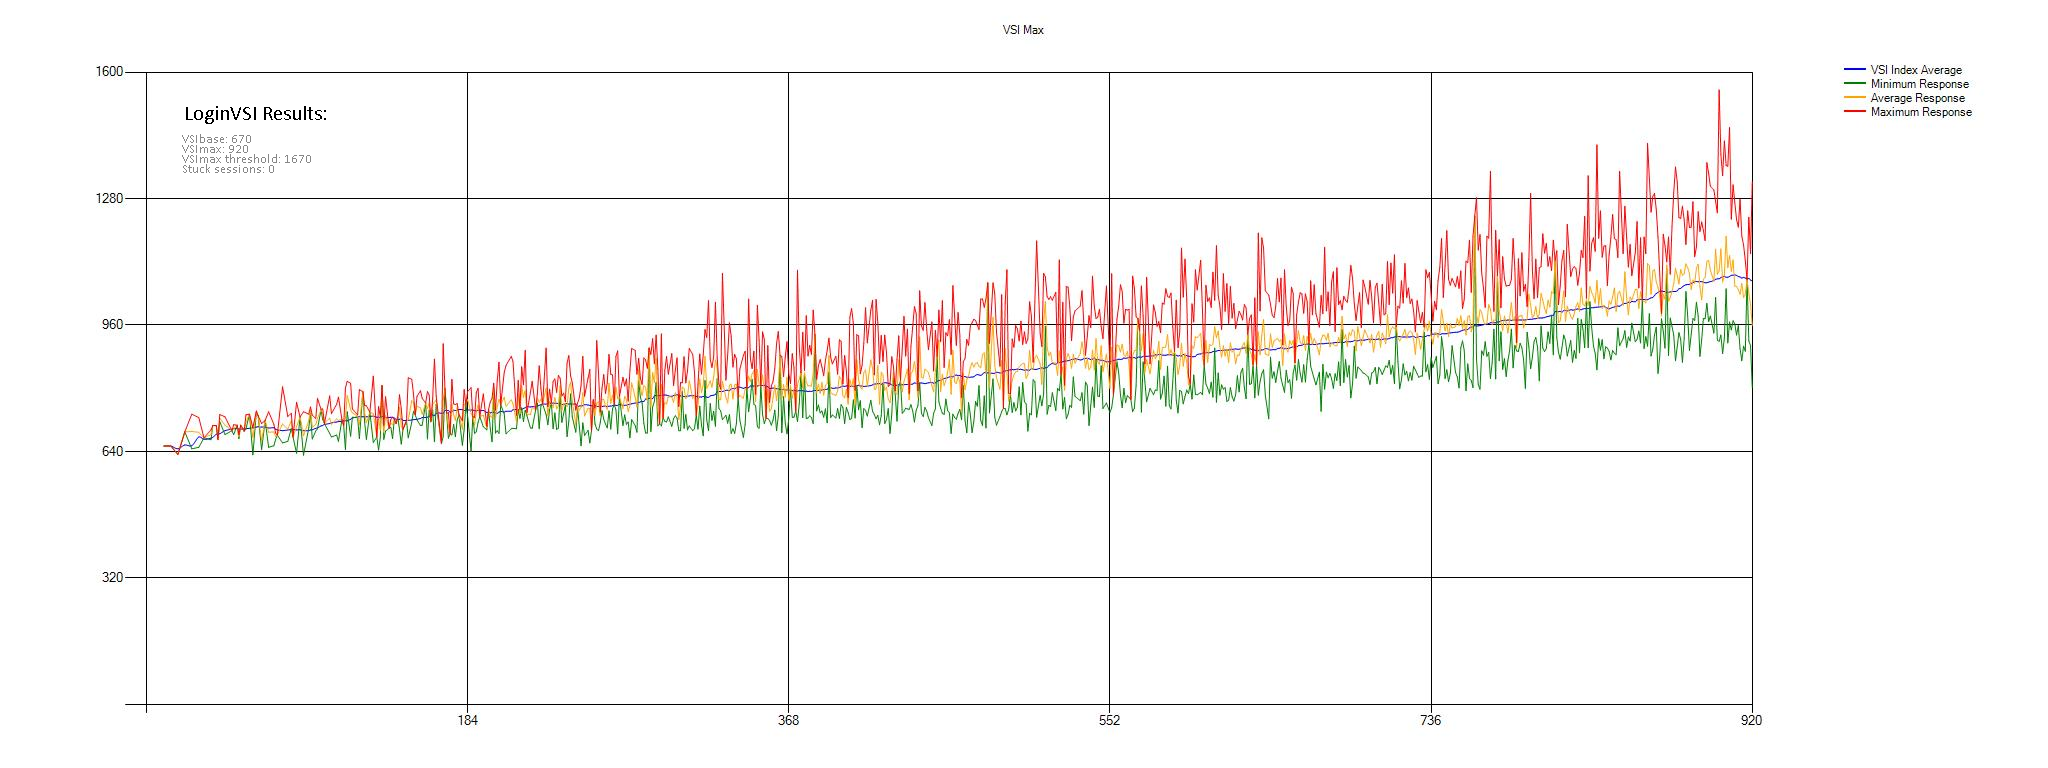 VSI Max
1600
1280
960
640
320
LoginVSI Results:
VSIbase: 670
VSImax: 920
VSImax threshold: 1670
Stuck sessions: 0
VSI Index Average
Minimum Response
Average Response
Maximum Response
184
368
552
736
920